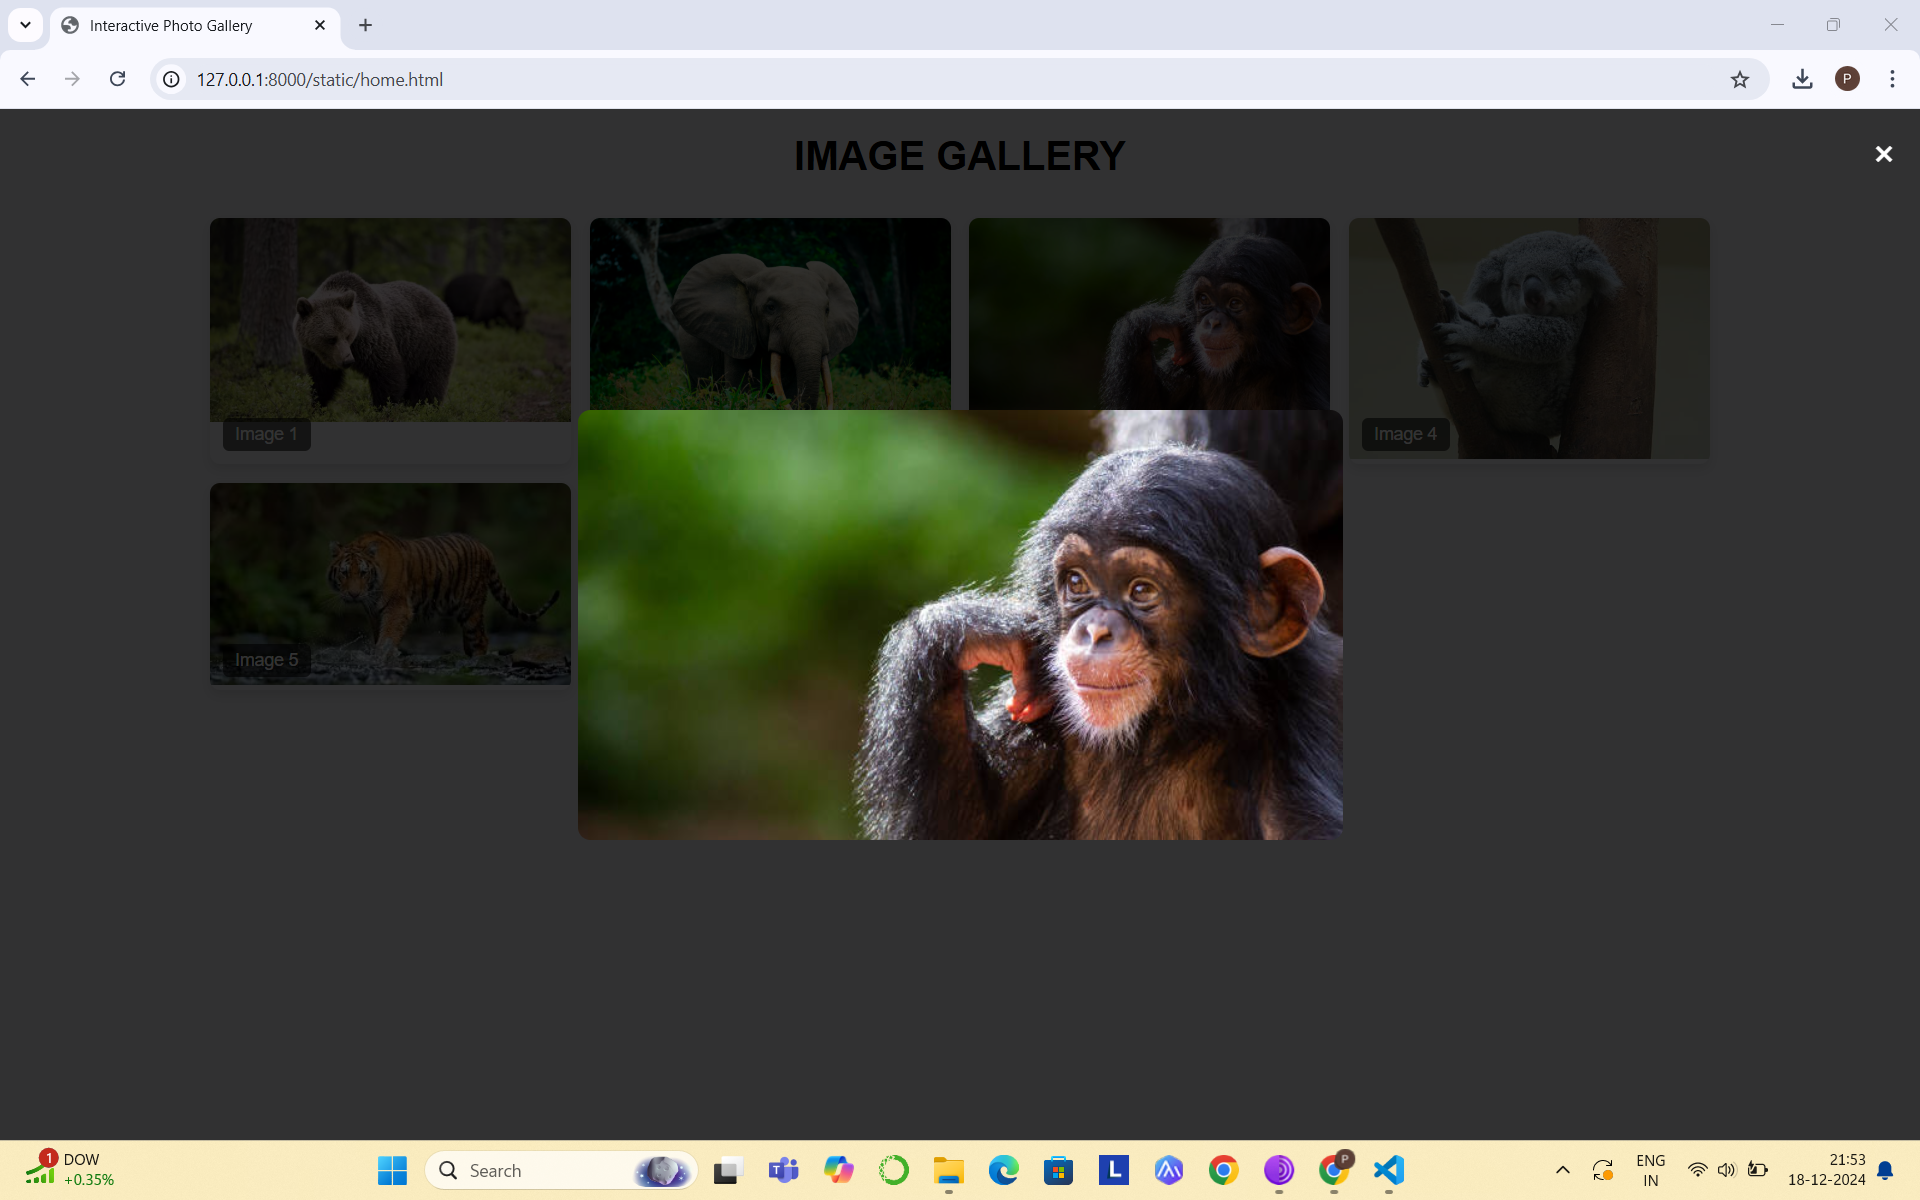 Interactive Photo Gallery
127.0.0.1:8000/static/home.html
P
IMAGE GALLERY
Image 1
Image 4
Image 5
1
DOW
+0.35%
Search
T
L
P
ENG
IN
21:53
18-12-2024